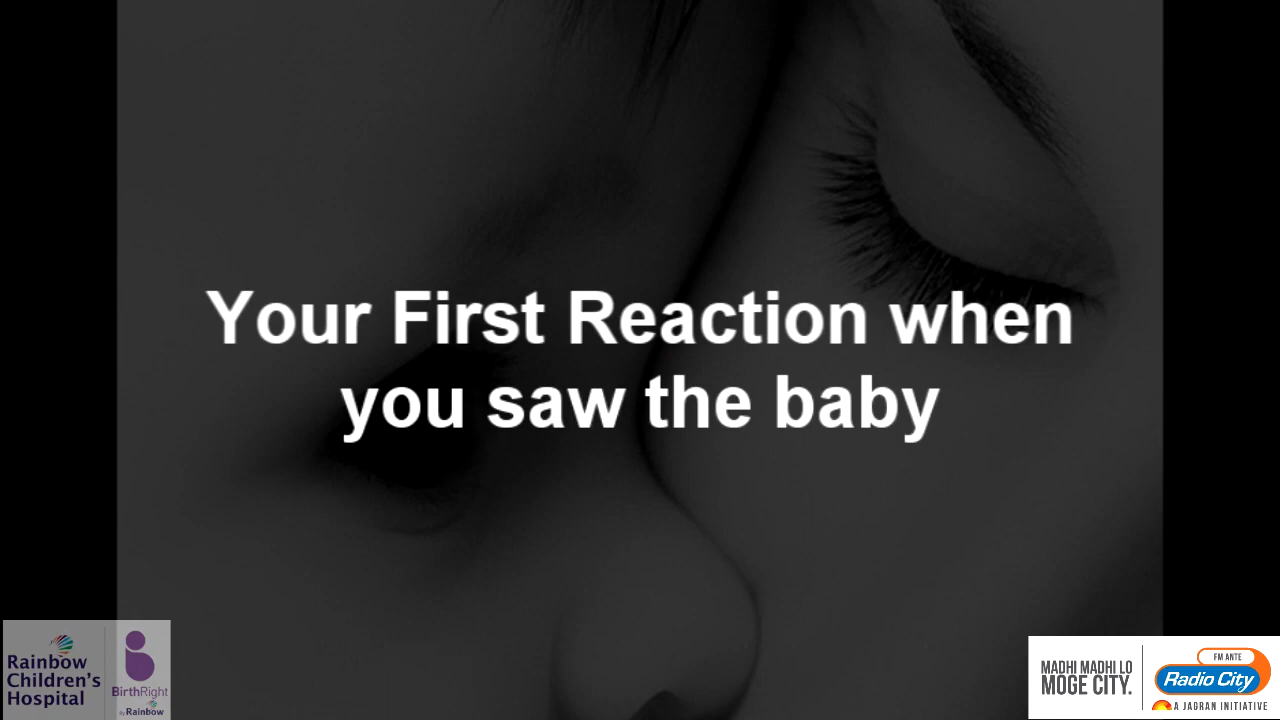 Your First Reaction when
you saw the baby
Rainbow
Children's
Hospital
BirthRight
by Rainbow
MADHI MADHI LO
MOGE CITY.
FM ANTE
Radio City
A JAGRAN INITIATIVE